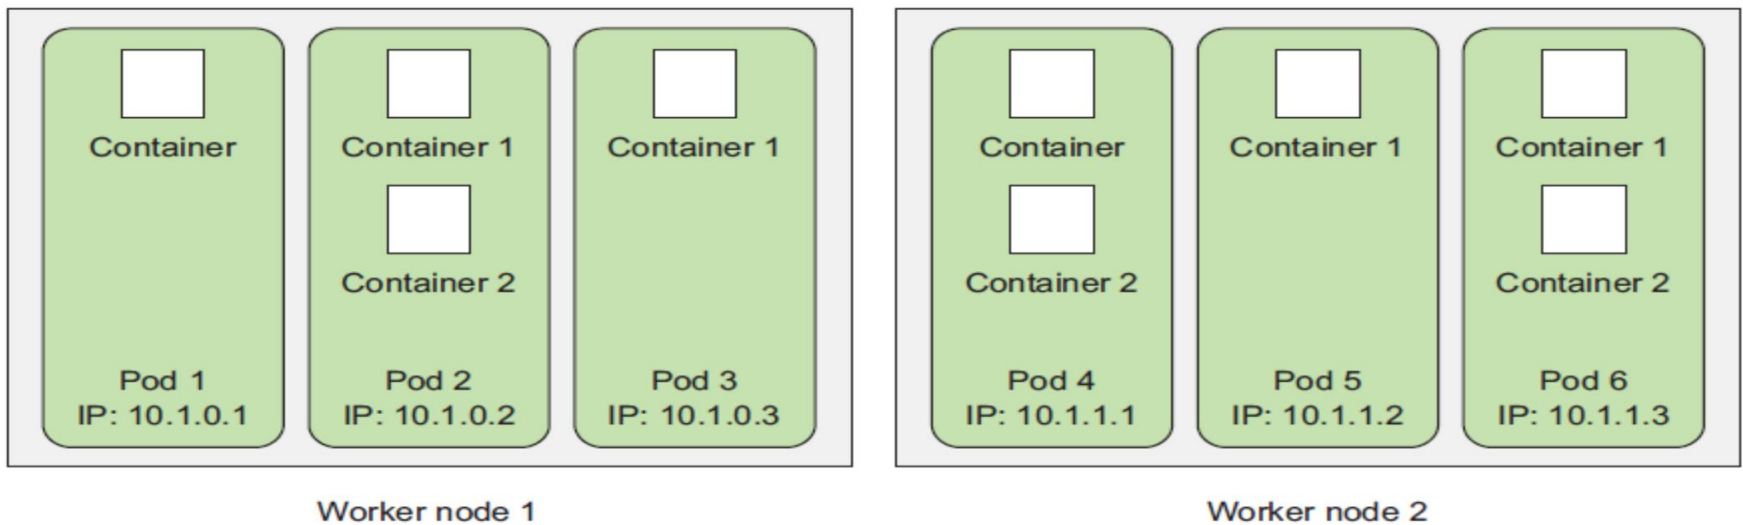 Container
Container 1
Container 2
Container 1
Pod 1
IP: 10.1.0.1
Pod 2
IP: 10.1.0.2
Pod 3
IP: 10.1.0.3
Worker node 1
Container
Container 2
Container 1
Container 1
Container 2
Pod 4
IP: 10.1.1.1
Pod 5
IP: 10.1.1.2
Pod 6
IP: 10.1.1.3
Worker node 2